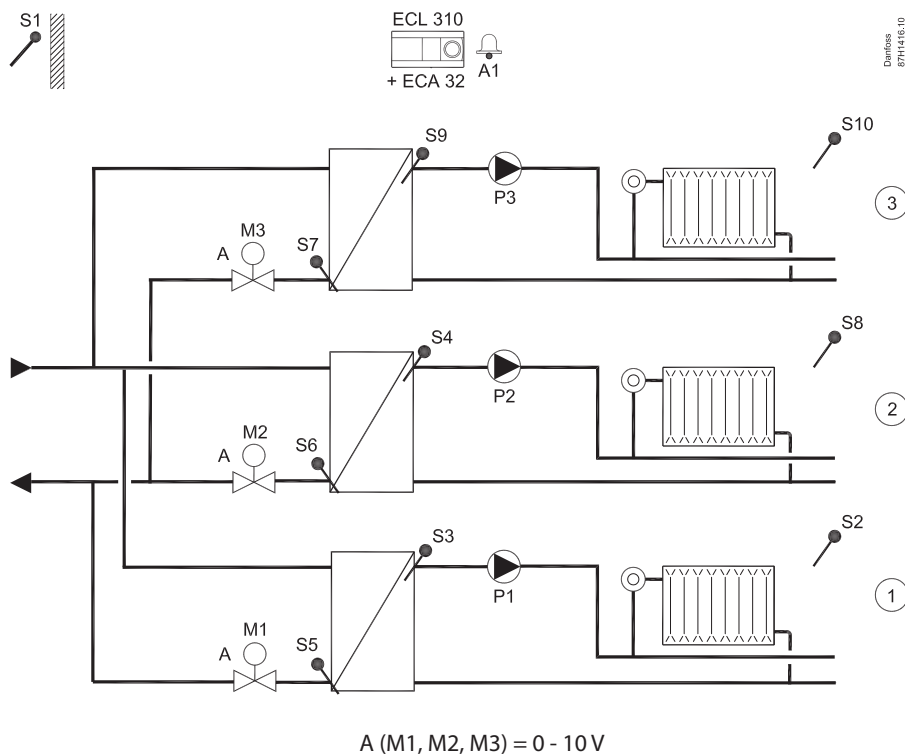 S1
ECL 310
+ ECA 32
A1
Danfoss
87H1416.10
S9
S10
P3
3
M3
A
S7
S4
S8
P2
2
M2
A
S6
S3
S2
P1
1
M1
A
S5
A (M1, M2, M3) = 0 - 10 V